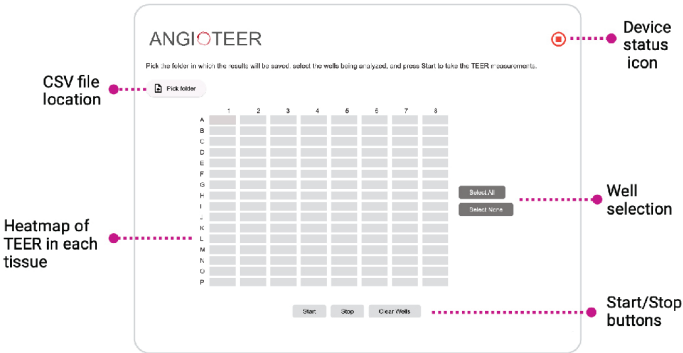 ANGIOTEER
Device
status
icon
Pick the folder in which the results will be saved, select the wells being analyzed, and press Start to take the TEER measurements.
CSV file
location
Pick folder
1 2 3 4 5 6 7 8
A
B
C
D
E
F
G
H
I
J
K
L
M
N
O
P
Select All
Select None
Well
selection
Heatmap of
TEER in each
tissue
Start Stop Clear Wells
Start/Stop
buttons